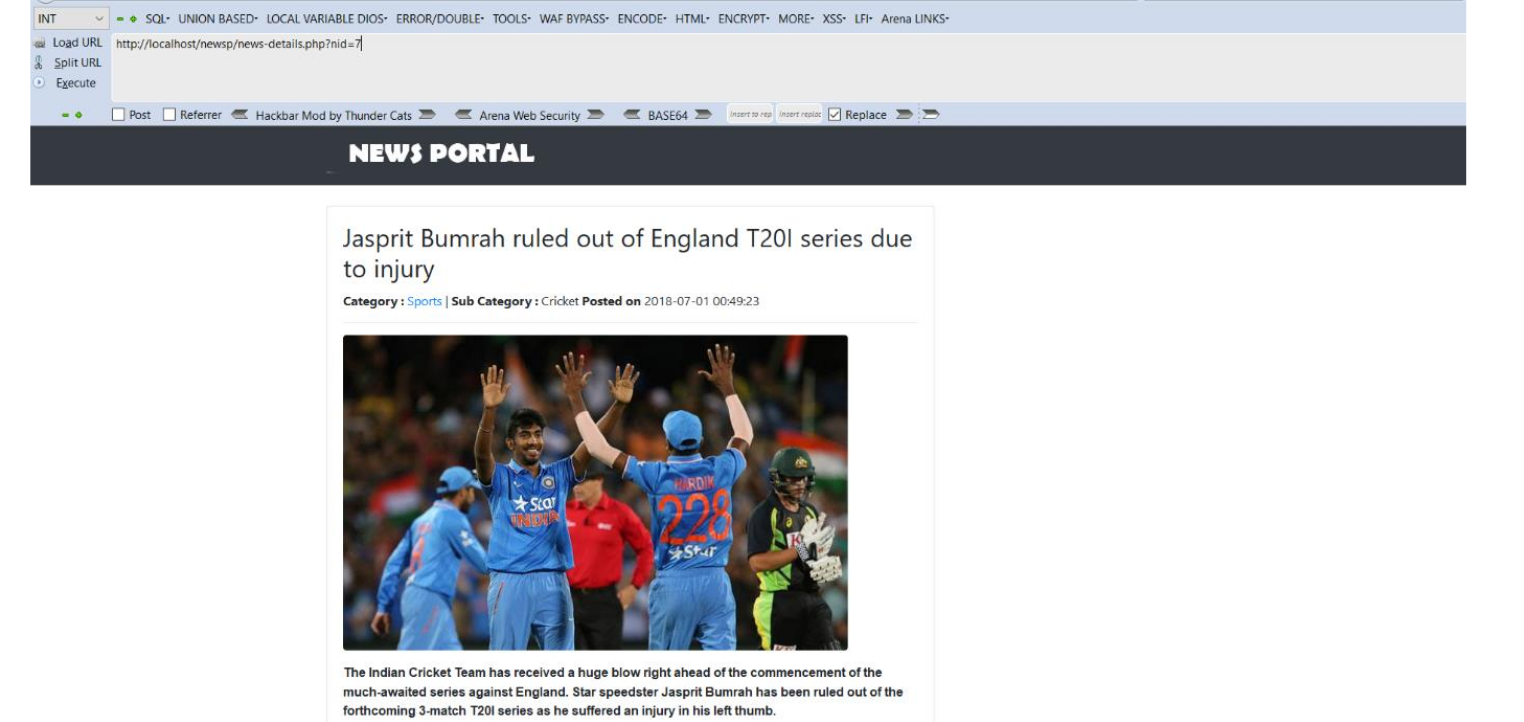 INT SQL UNION BASED LOCAL VARIABLE DIOS ERROR/DOUBLE TOOLS WAF BYPASS ENCODE HTML ENCRYPT MORE XSS LFI Arena LINKS
Load URL http://localhost/newsp/news-details.php?nid=7
Split URL
Execute
Post Referrer Hackbar Mod by Thunder Cats Arena Web Security BASE64 Insert to rep Insert replac Replace
NEWS PORTAL
Jasprit Bumrah ruled out of England T20I series due
to injury
Category : Sports | Sub Category : Cricket Posted on 2018-07-01 00:49:23
Star
INDIA
HARDIK
228
Star
The Indian Cricket Team has received a huge blow right ahead of the commencement of the
much-awaited series against England. Star speedster Jasprit Bumrah has been ruled out of the
forthcoming 3-match T20I series as he suffered an injury in his left thumb.